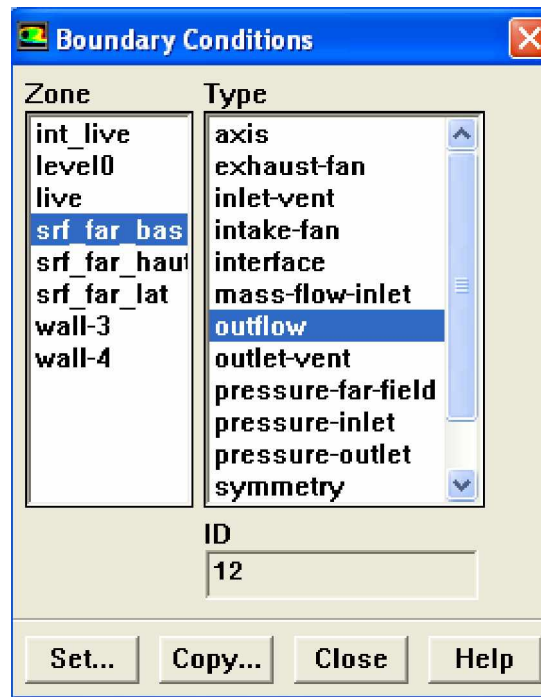 Boundary Conditions
Zone
int_live
level0
live
srf_far_bas
srf_far_haut
srf_far_lat
wall-3
wall-4
Type
axis
exhaust-fan
inlet-vent
intake-fan
interface
mass-flow-inlet
outflow
outlet-vent
pressure-far-field
pressure-inlet
pressure-outlet
symmetry
ID
12
Set... Copy... Close Help